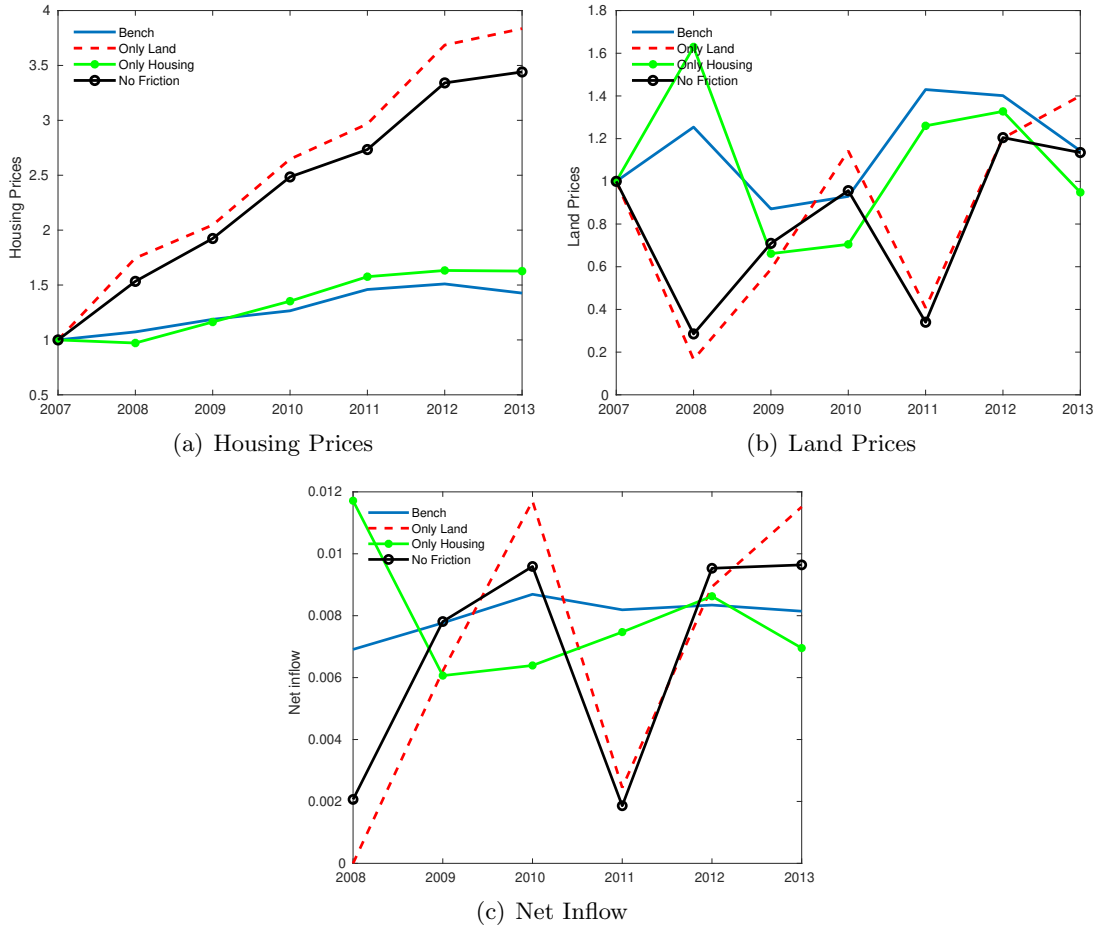 4
3.5
3
2.5
2
1.5
1
0.5
Housing Prices
Bench
Only Land
Only Housing
No Friction
2007 2008 2009 2010 2011 2012 2013
(a) Housing Prices
1.8
1.6
1.4
1.2
1
0.8
0.6
0.4
0.2
0
Land Prices
Bench
Only Land
Only Housing
No Friction
2007 2008 2009 2010 2011 2012 2013
(b) Land Prices
0.012
0.01
0.008
0.006
0.004
0.002
0
Net inflow
Bench
Only Land
Only Housing
No Friction
2008 2009 2010 2011 2012 2013
(c) Net Inflow